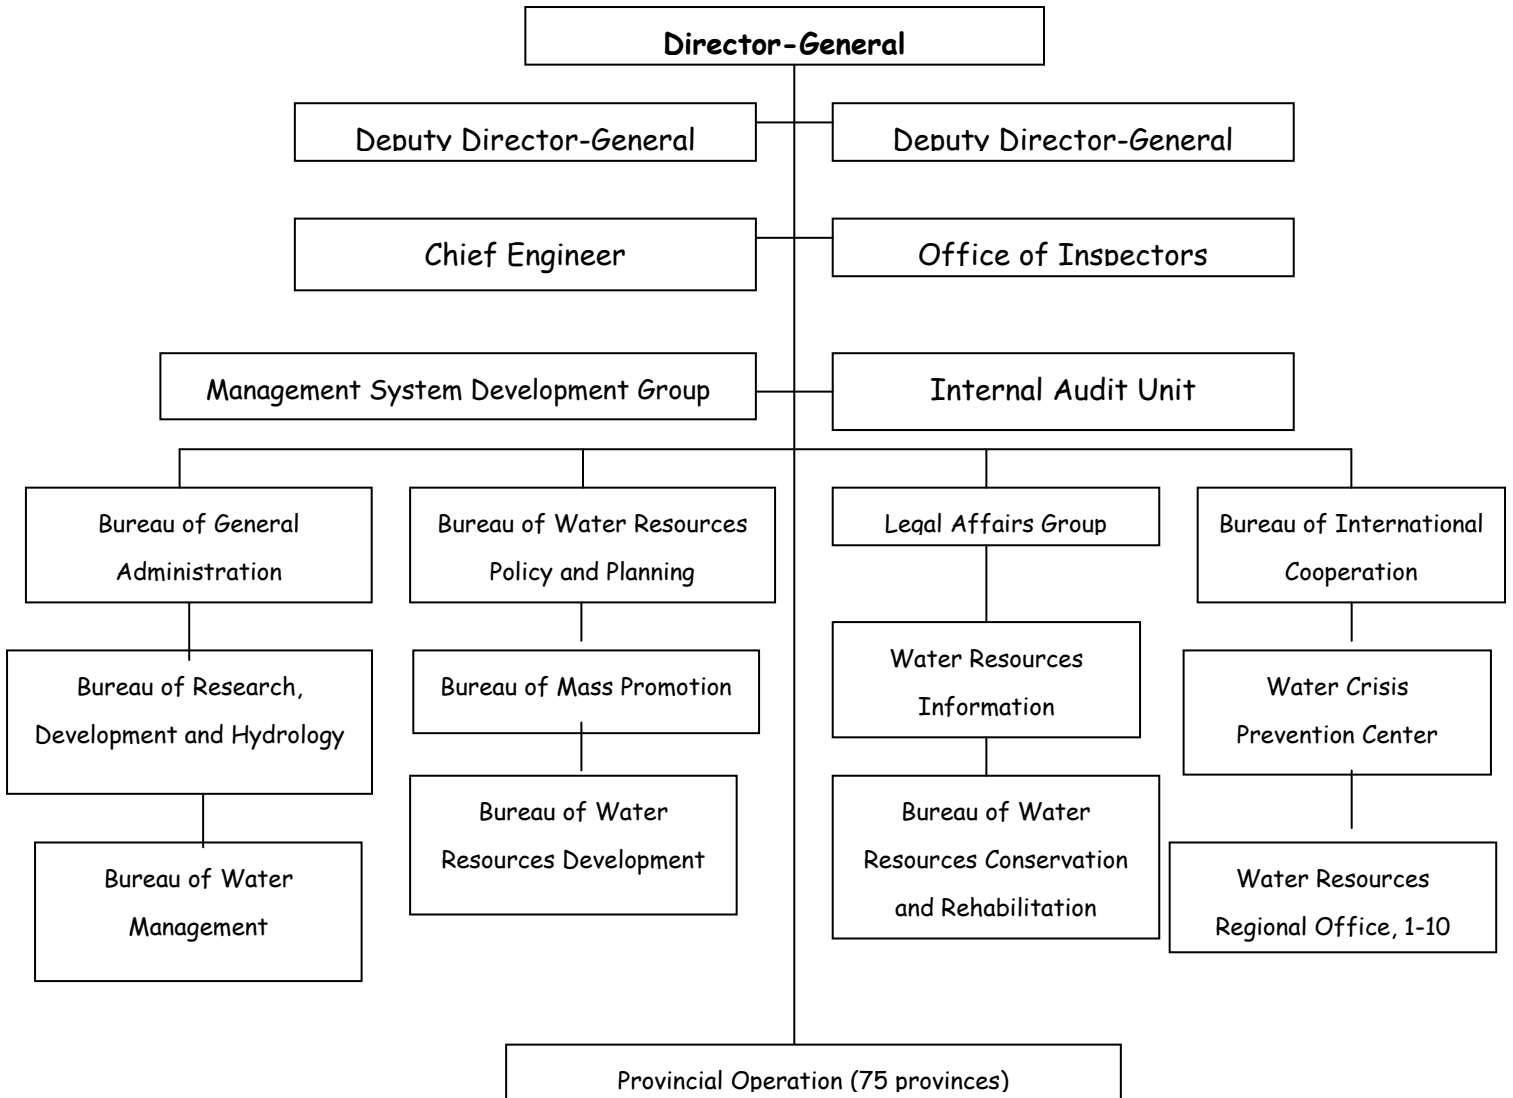 Director-General
Deputy Director-General
Deputy Director-General
Chief Engineer
Office of Inspectors
Management System Development Group
Internal Audit Unit
Bureau of General
Administration
Bureau of Water Resources
Policy and Planning
Legal Affairs Group
Bureau of International
Cooperation
Bureau of Research,
Development and Hydrology
Bureau of Mass Promotion
Water Resources
Information
Water Crisis
Prevention Center
Bureau of Water
Management
Bureau of Water
Resources Development
Bureau of Water
Resources Conservation
and Rehabilitation
Water Resources
Regional Office, 1-10
Provincial Operation (75 provinces)